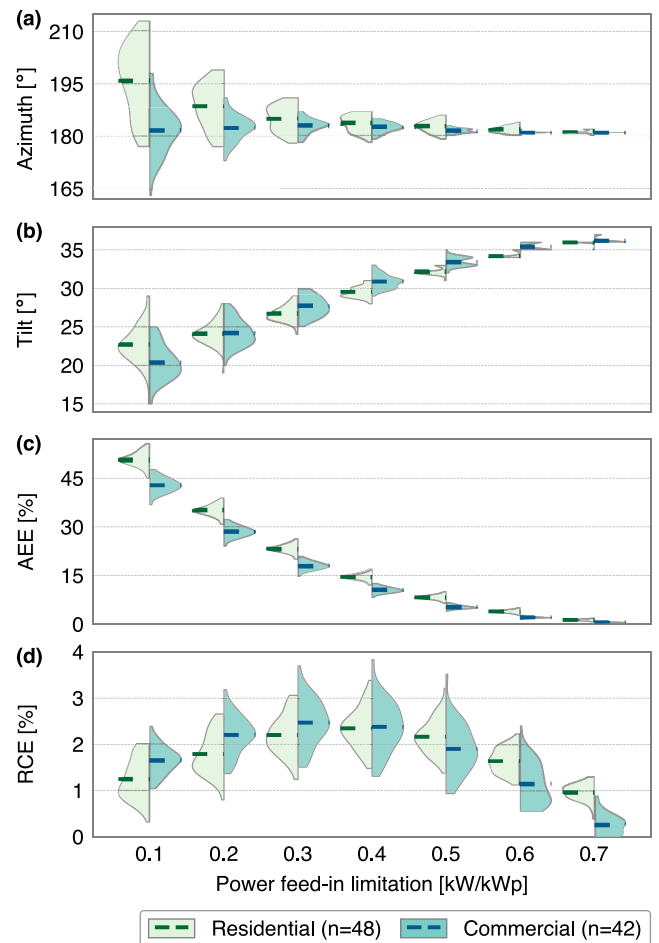 (a)
210
195
180
165
Azimuth [°]
(b)
35
30
25
20
15
Tilt [°]
(c)
45
30
15
0
AEE [%]
(d)
4
3
2
1
0
RCE [%]
0.1 0.2 0.3 0.4 0.5 0.6 0.7
Power feed-in limitation [kW/kWp]
Residential (n=48) Commercial (n=42)